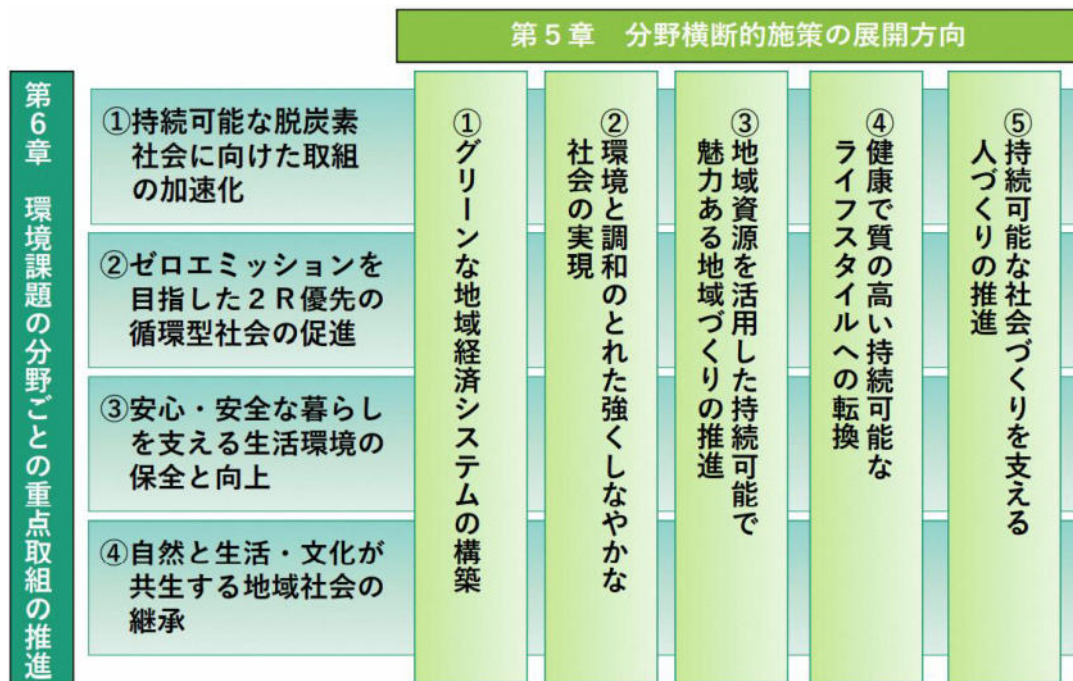 第５章　分野横断的施策の展開方向
第６章　環境課題の分野ごとの重点取組の推進
①持続可能な脱炭素
社会に向けた取組
の加速化
②ゼロエミッションを
目指した２Ｒ優先の
循環型社会の促進
③安心・安全な暮らし
を支える生活環境の
保全と向上
④自然と生活・文化が
共生する地域社会の
継承
①グリーンな地域経済システムの構築
②環境と調和のとれた強くしなやかな
社会の実現
③地域資源を活用した持続可能で
魅力ある地域づくりの推進
④健康で質の高い持続可能な
ライフスタイルへの転換
⑤持続可能な社会づくりを支える
人づくりの推進